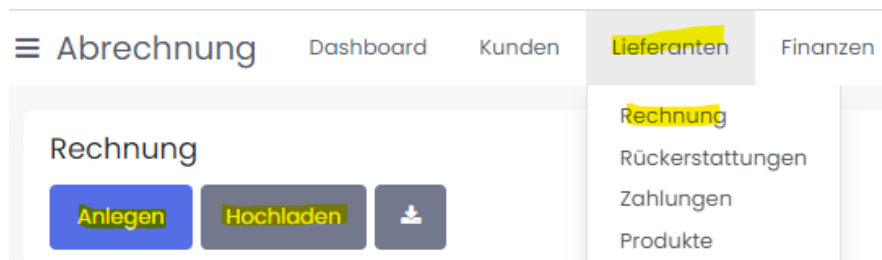 Abrechnung Dashboard Kunden Lieferanten Finanzen
Rechnung
Rückerstattungen
Zahlungen
Produkte
Rechnung
Anlegen Hochladen